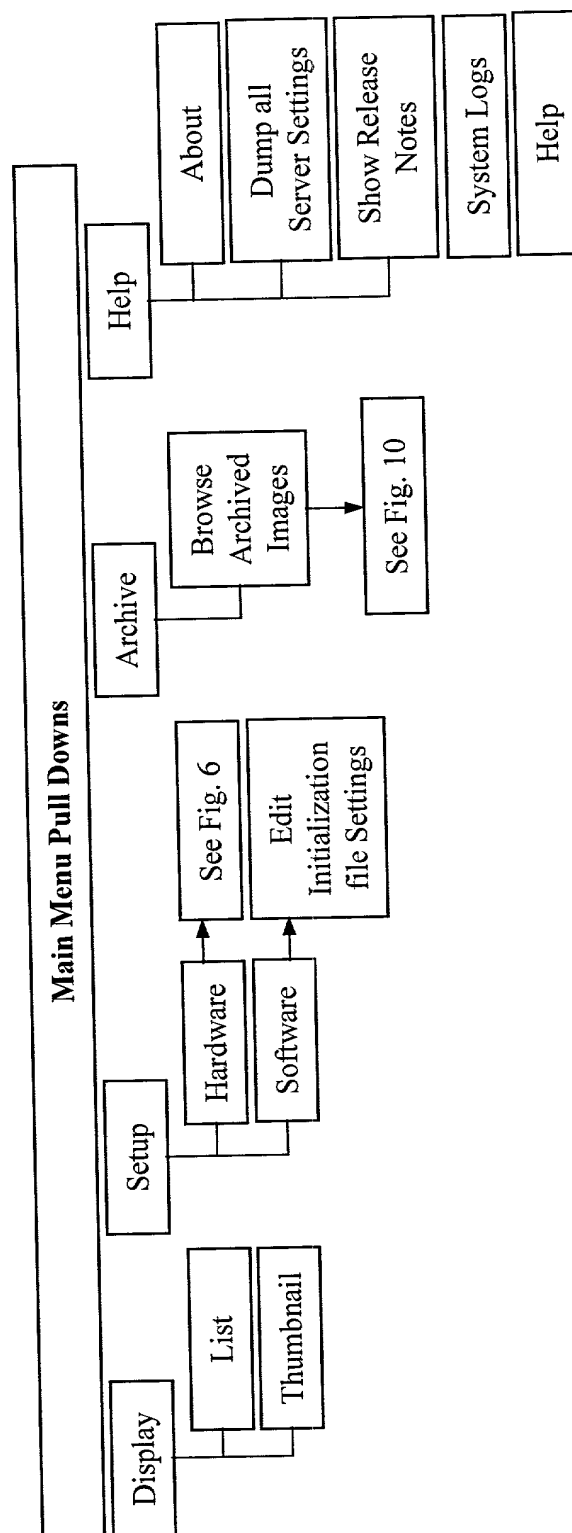 Main Menu Pull Downs
Display
List
Thumbnail
Setup
Hardware
See Fig. 6
Software
Edit
Initialization
file Settings
Archive
Browse
Archived
Images
See Fig. 10
Help
About
Dump all
Server Settings
Show Release
Notes
System Logs
Help